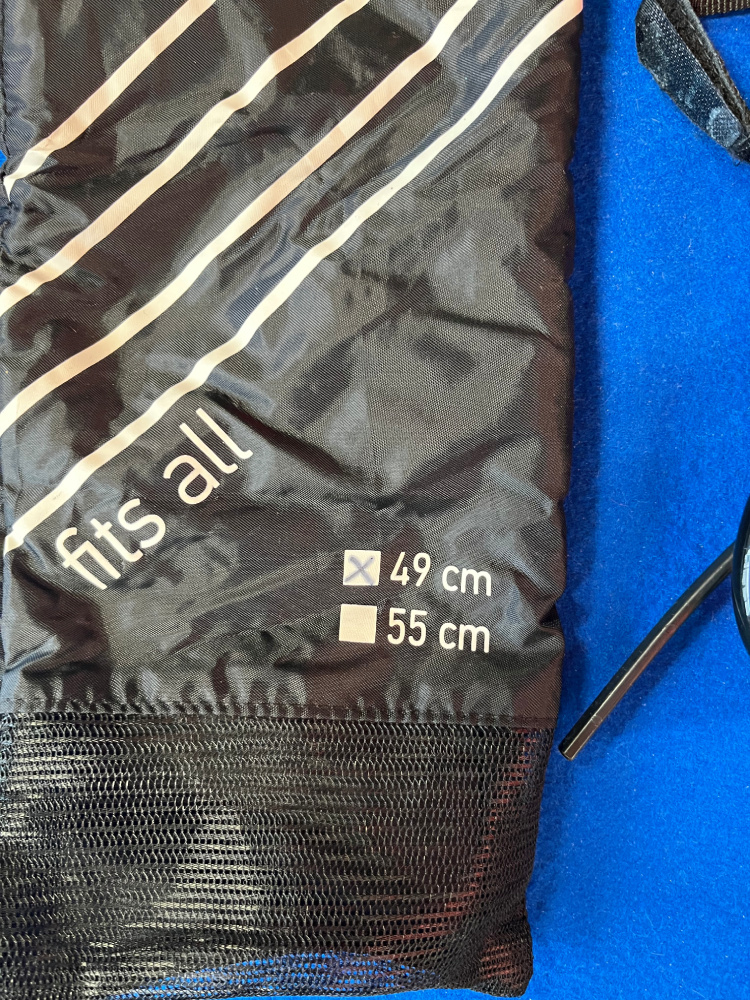 fits all
☒ 49 cm
☐ 55 cm